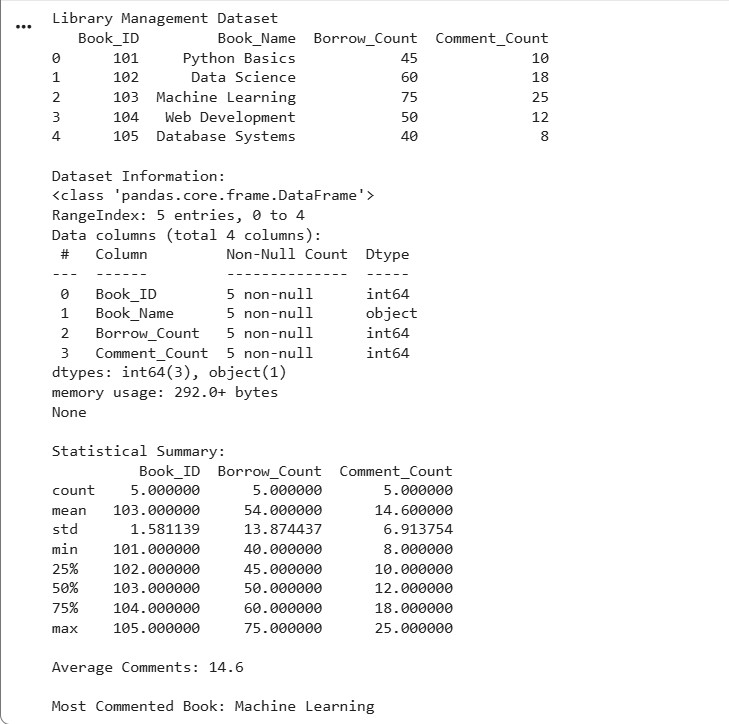 Library Management Dataset
   Book_ID         Book_Name  Borrow_Count  Comment_Count
0      101     Python Basics            45             10
1      102      Data Science            60             18
2      103  Machine Learning            75             25
3      104   Web Development            50             12
4      105  Database Systems            40              8

Dataset Information:
<class 'pandas.core.frame.DataFrame'>
RangeIndex: 5 entries, 0 to 4
Data columns (total 4 columns):
 #   Column         Non-Null Count  Dtype
---  ------         --------------  -----
 0   Book_ID        5 non-null      int64
 1   Book_Name      5 non-null      object
 2   Borrow_Count   5 non-null      int64
 3   Comment_Count  5 non-null      int64
dtypes: int64(3), object(1)
memory usage: 292.0+ bytes
None

Statistical Summary:
          Book_ID  Borrow_Count  Comment_Count
count    5.000000      5.000000       5.000000
mean   103.000000     54.000000      14.600000
std      1.581139     13.874437       6.913754
min    101.000000     40.000000       8.000000
25%    102.000000     45.000000      10.000000
50%    103.000000     50.000000      12.000000
75%    104.000000     60.000000      18.000000
max    105.000000     75.000000      25.000000

Average Comments: 14.6

Most Commented Book: Machine Learning